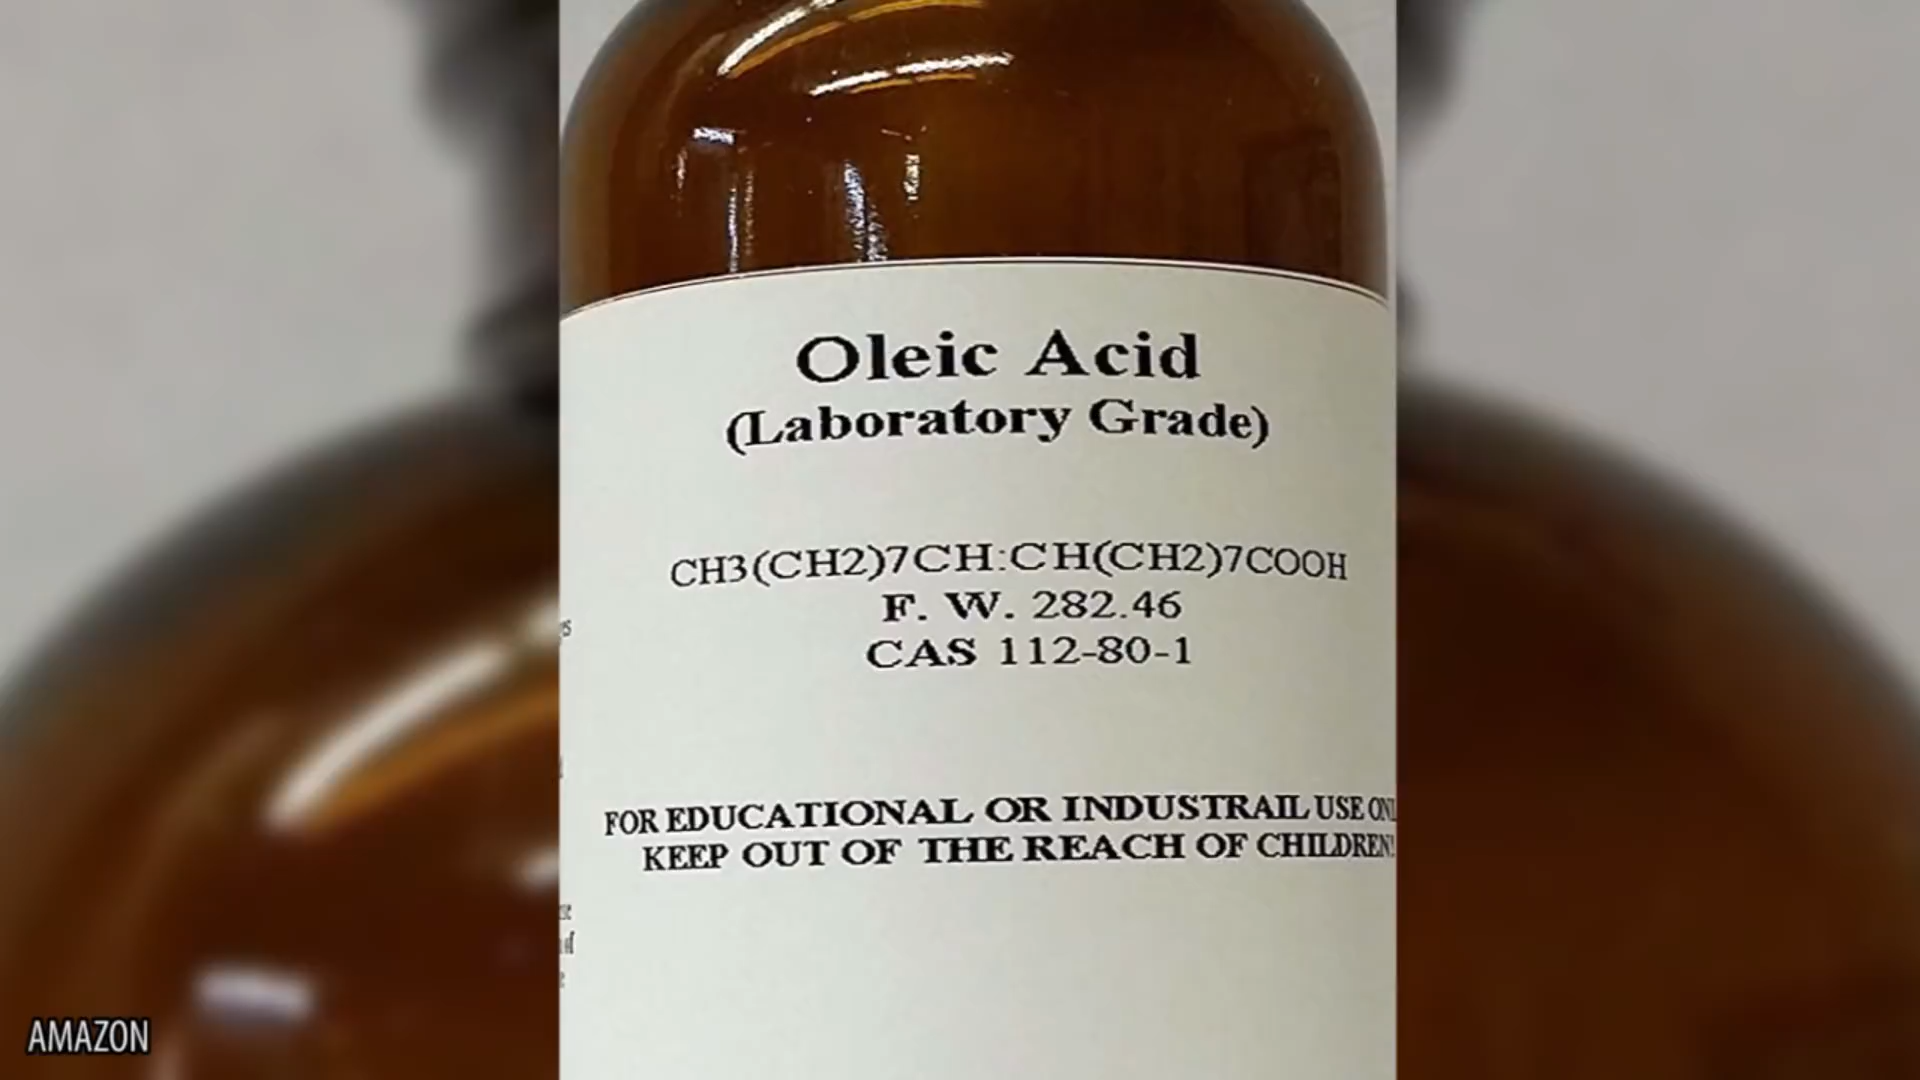 Oleic Acid
(Laboratory Grade)
CH3(CH2)7CH:CH(CH2)7COOH
F. W. 282.46
CAS 112-80-1
FOR EDUCATIONAL OR INDUSTRAIL USE
KEEP OUT OF THE REACH OF CHILDREN!
AMAZON